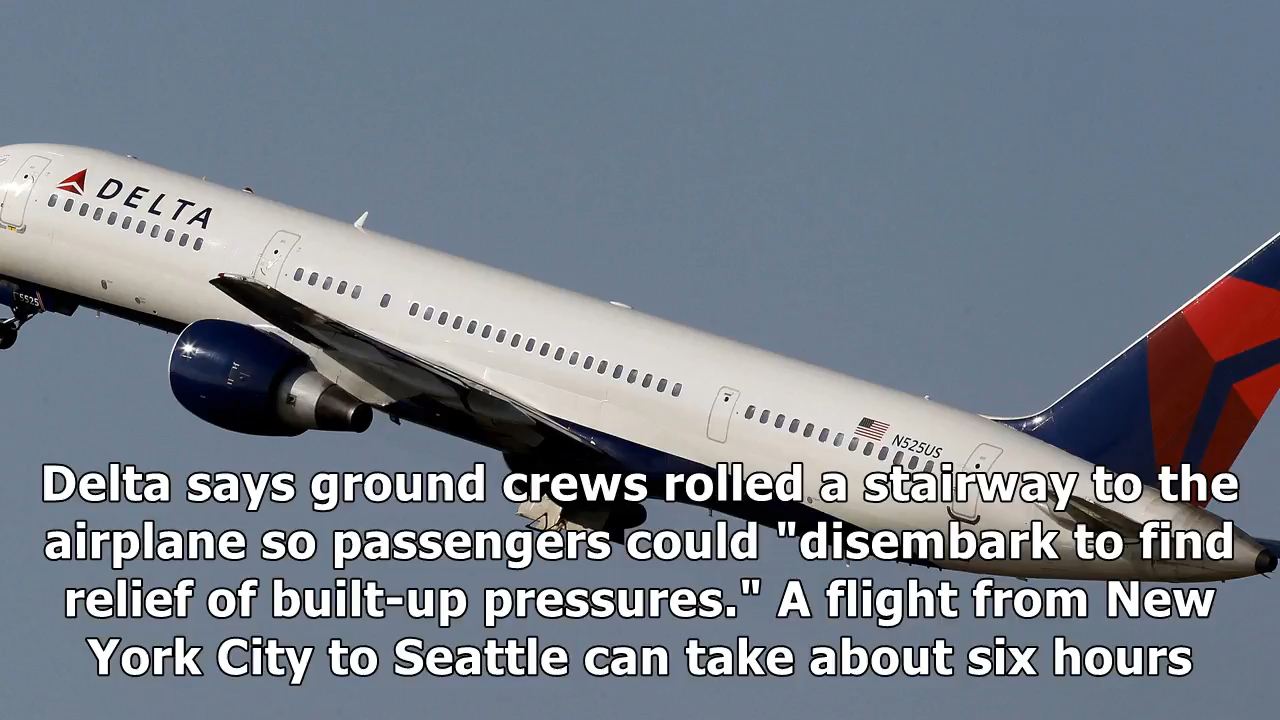 DELTA
N525US
5525
Delta says ground crews rolled a stairway to the
airplane so passengers could "disembark to find
relief of built-up pressures." A flight from New
York City to Seattle can take about six hours